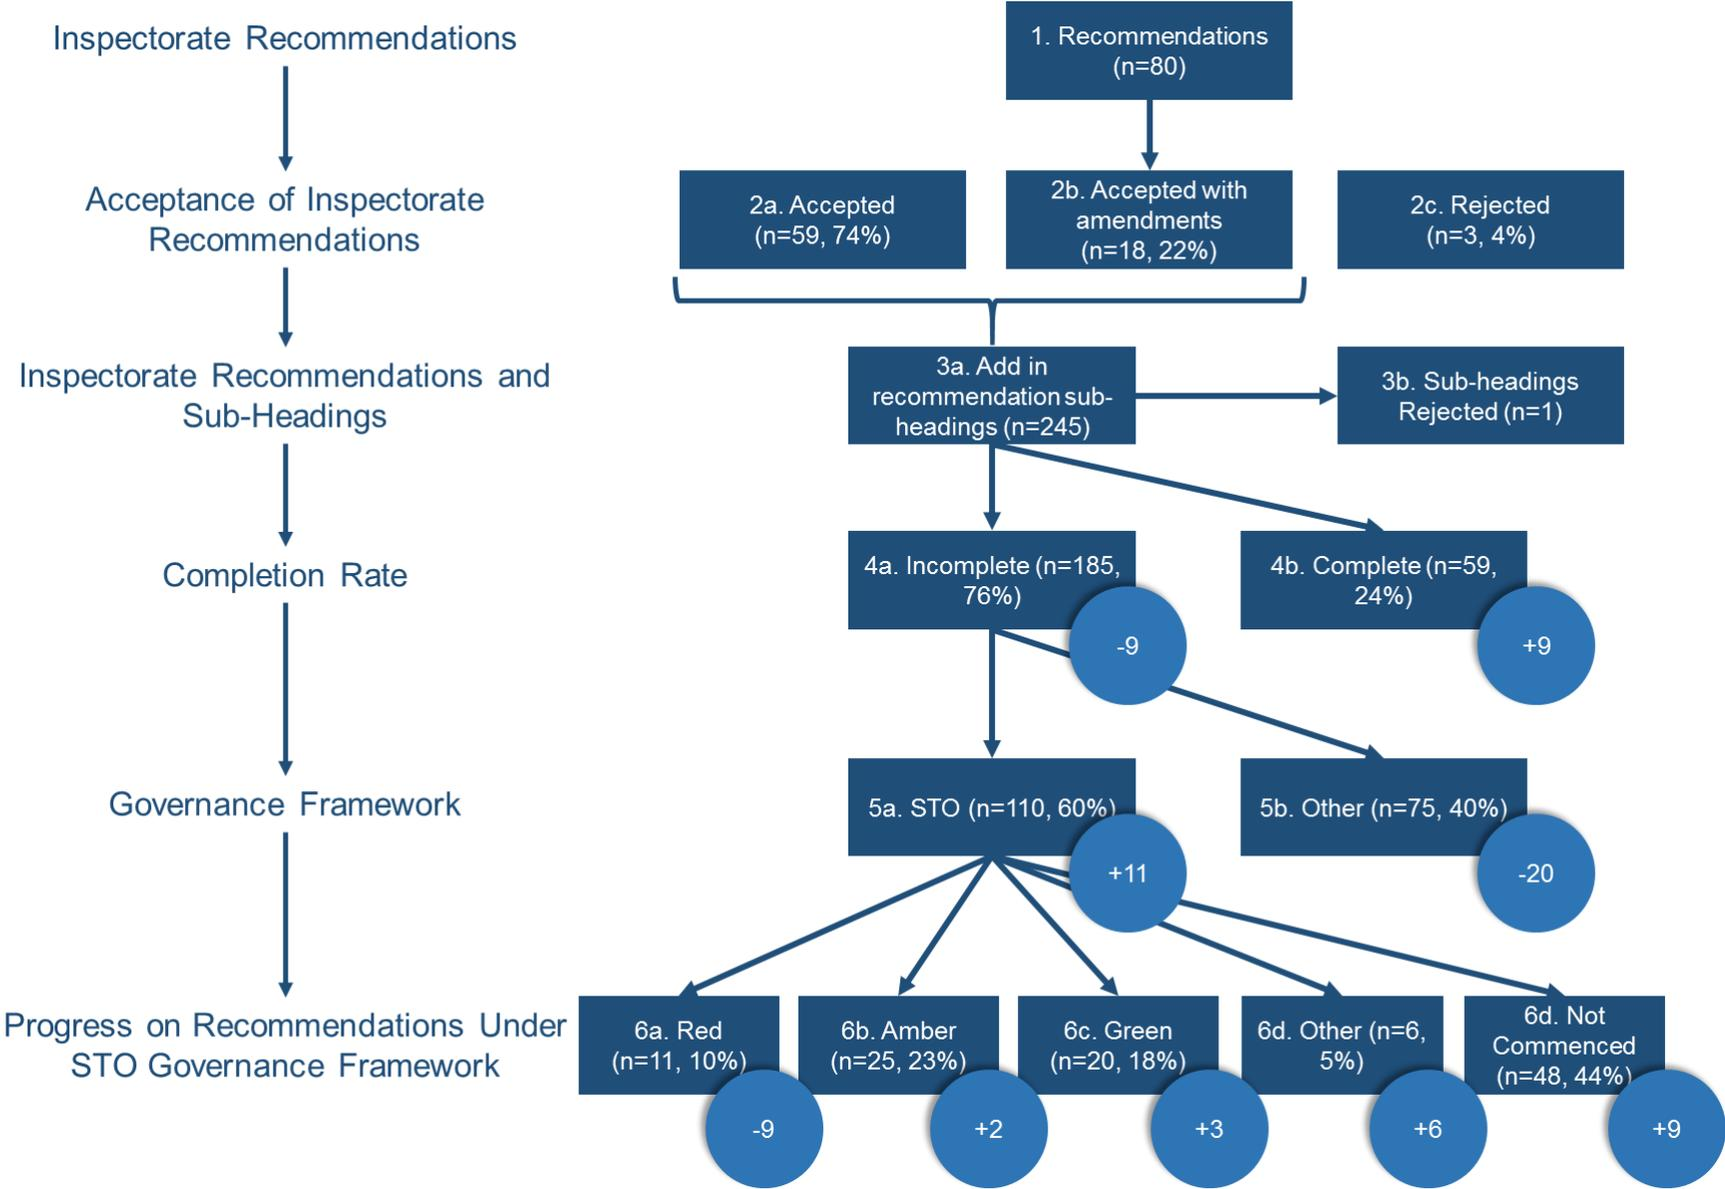 Inspectorate Recommendations
1. Recommendations
(n=80)
Acceptance of Inspectorate
Recommendations
2a. Accepted
(n=59, 74%)
2b. Accepted with
amendments
(n=18, 22%)
2c. Rejected
(n=3, 4%)
Inspectorate Recommendations and
Sub-Headings
3a. Add in
recommendation sub-
headings (n=245)
3b. Sub-headings
Rejected (n=1)
Completion Rate
4a. Incomplete (n=185,
76%)
-9
4b. Complete (n=59,
24%)
+9
Governance Framework
5a. STO (n=110, 60%)
+11
5b. Other (n=75, 40%)
-20
Progress on Recommendations Under
STO Governance Framework
6a. Red
(n=11, 10%)
-9
6b. Amber
(n=25, 23%)
+2
6c. Green
(n=20, 18%)
+3
6d. Other (n=6,
5%)
+6
6d. Not
Commenced
(n=48, 44%)
+9